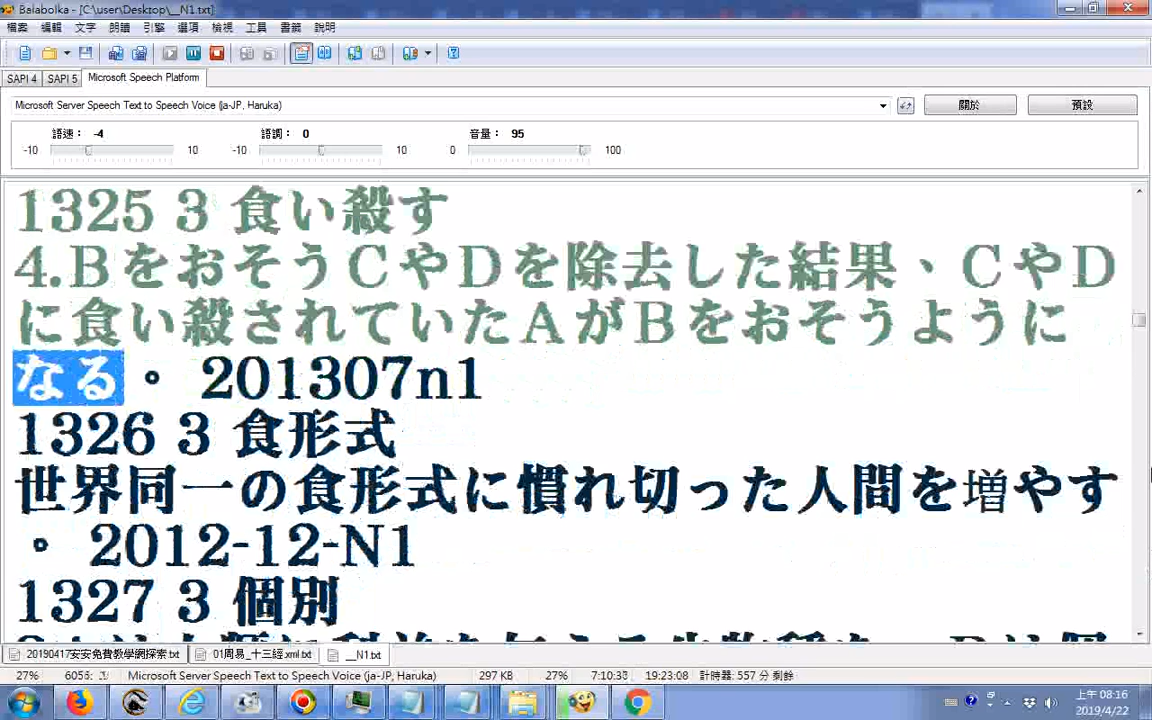 Balabolka - [C:\user\Desktop\__N1.txt]
檔案 編輯 文字 朗讀 引擎 選項 檢視 工具 書籤 說明
SAPI 4 SAPI 5 Microsoft Speech Platform
Microsoft Server Speech Text to Speech Voice (ja-JP, Haruka) 關於 預設
語速： -4 語調： 0 音量： 95
-10 10 -10 10 0 100
1325 3 食い殺す
4.BをおそうCやDを除去した結果、CやD
に食い殺されていたAがBをおそうように
なる。 201307n1
1326 3 食形式
世界同一の食形式に慣れ切った人間を増やす
。 2012-12-N1
1327 3 個別
20190417安安免費教學網探索.txt 01周易_十三經.xml.txt __N1.txt
27% Microsoft Server Speech Text to Speech Voice (ja-JP, Haruka) 297 KB 27% 19:23:08 計時器: 557 分 剩餘
上午 08:16
2019/4/22